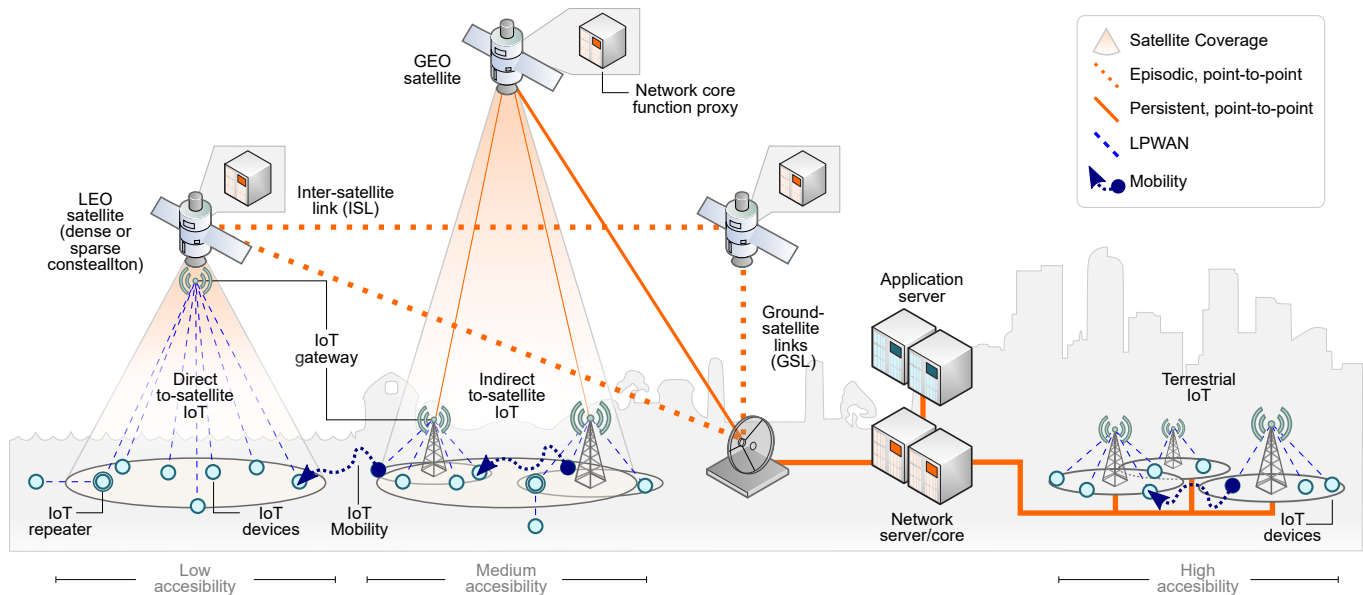 GEO
satellite
Network core
function proxy
Satellite Coverage
Episodic, point-to-point
Persistent, point-to-point
LPWAN
Mobility
LEO
satellite
(dense or
sparse
consteallton)
Inter-satellite
link (ISL)
Application
server
Ground-
satellite
links
(GSL)
IoT
gateway
Direct
to-satellite
IoT
Indirect
to-satellite
IoT
Terrestrial
IoT
IoT
repeater
IoT
devices
IoT
Mobility
Network
server/core
IoT
devices
Low
accesibility
Medium
accesibility
High
accesibility